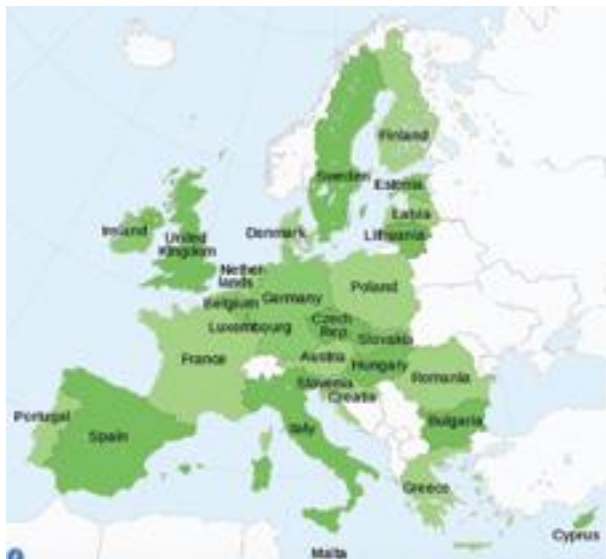 Finland
Sweden
Estonia
Latvia
Lithuania
Denmark
Ireland
United
Kingdom
Nether-
lands
Poland
Belgium
Germany
Luxembourg
Czech
Rep
Slovakia
France
Austria
Hungary
Slovenia
Romania
Croatia
Portugal
Spain
Italy
Bulgaria
Greece
Cyprus
Malta